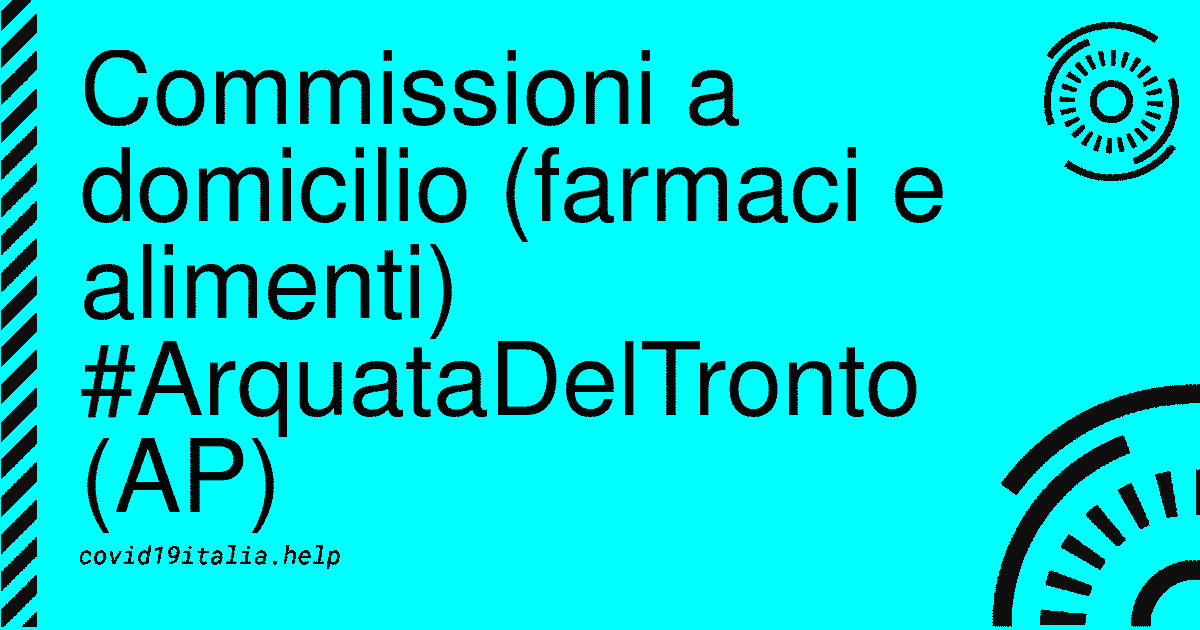 Commissioni a
domicilio (farmaci e
alimenti)
#ArquataDelTronto
(AP)
covid19italia.help